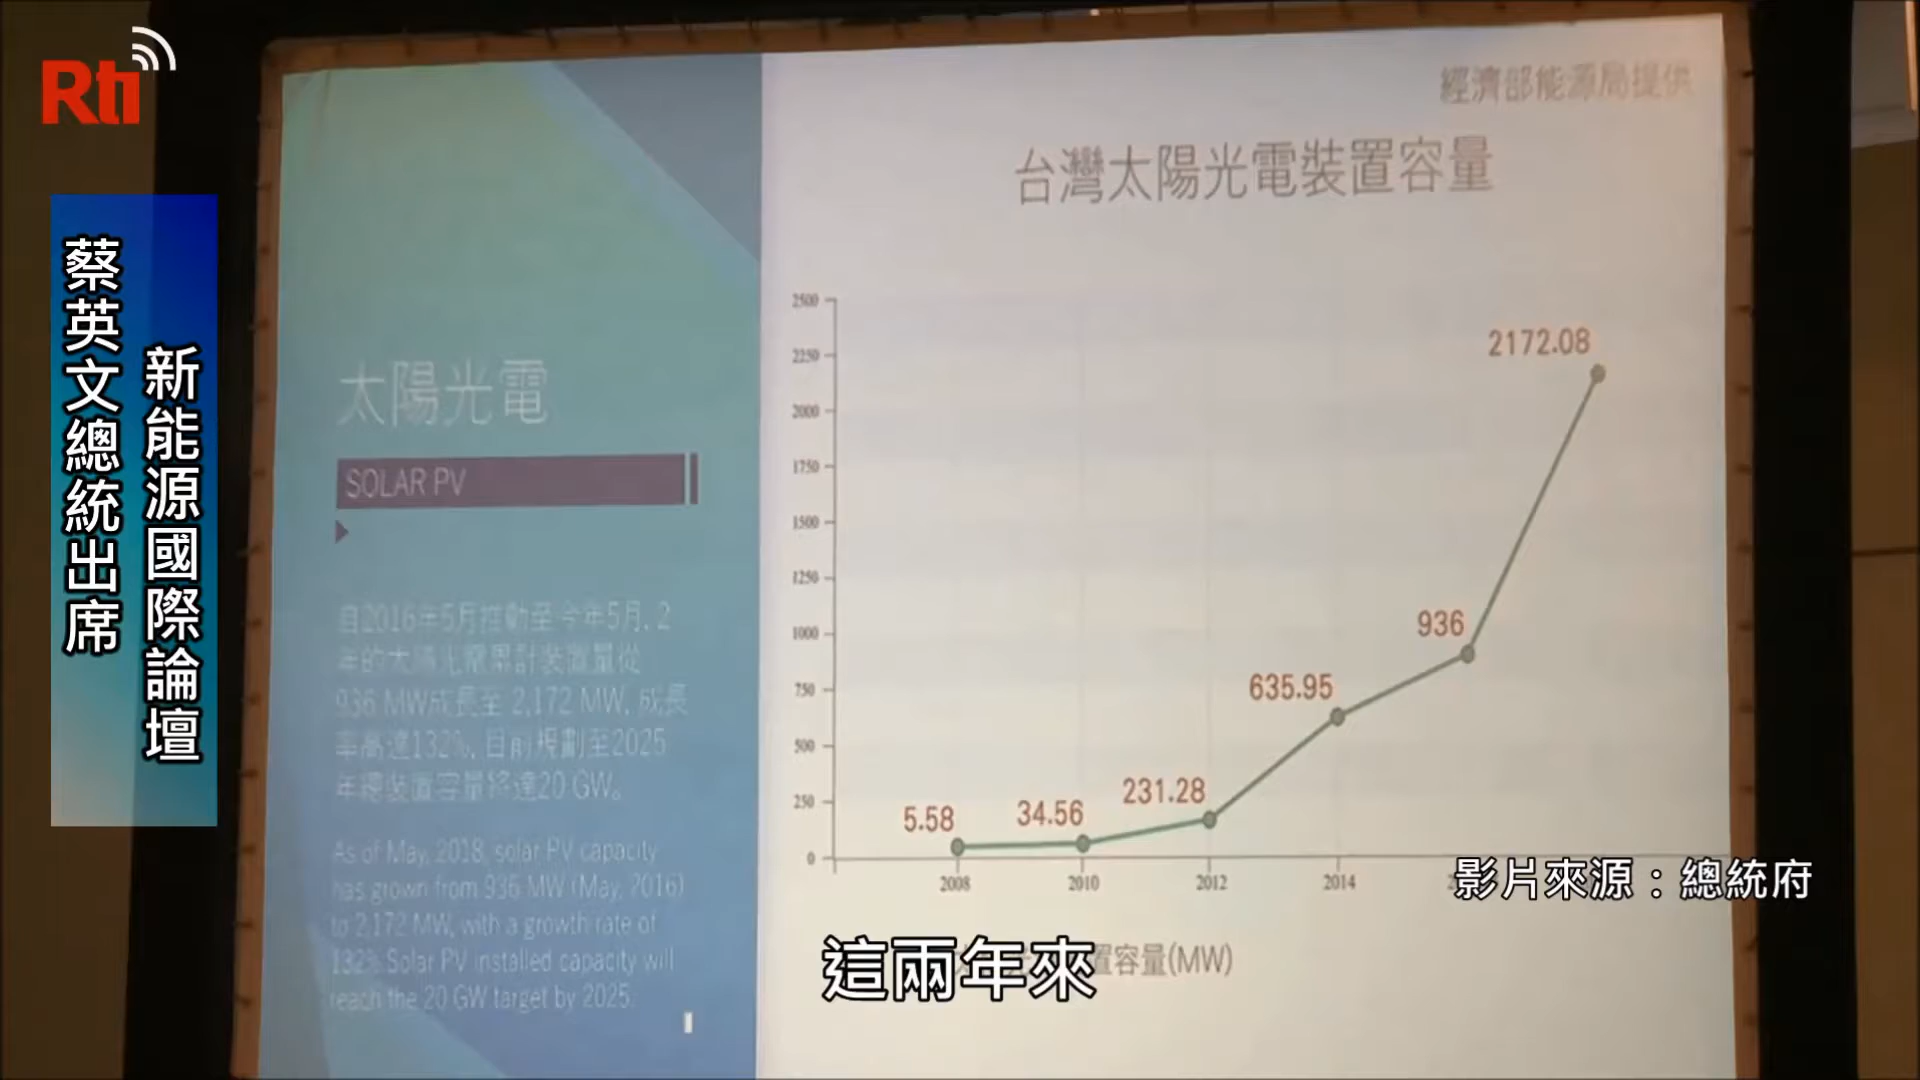 Rti
蔡英文總統出席
新能源國際論壇
經濟部能源局提供
台灣太陽光電裝置容量
太陽光電
SOLAR PV
自2016年5月推動至今年5月, 2
年的太陽光電累計裝置量從
936 MW成長至 2,172 MW, 成長
率高達132%, 目前規劃至2025
年總裝置容量將達20 GW。
As of May, 2018, solar PV capacity
has grown from 936 MW (May, 2016)
to 2,172 MW, with a growth rate of
132%. Solar PV installed capacity will
reach the 20 GW target by 2025.
2500
2250
2000
1750
1500
1250
1000
750
500
250
0
5.58
34.56
231.28
635.95
936
2172.08
2008
2010
2012
2014
影片來源：總統府
置容量(MW)
這兩年來